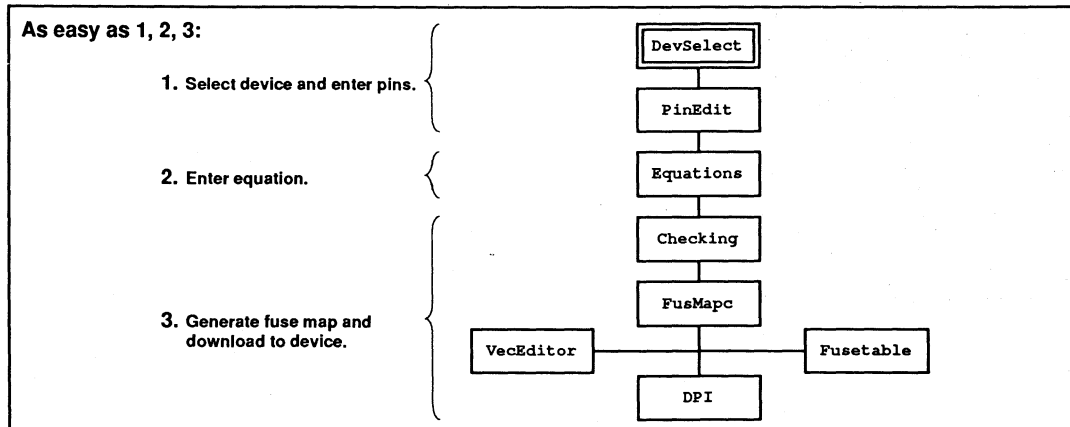 As easy as 1, 2, 3:
DevSelect
1. Select device and enter pins.
PinEdit
2. Enter equation.
Equations
Checking
FusMapc
3. Generate fuse map and
download to device.
VecEditor
Fusetable
DPI